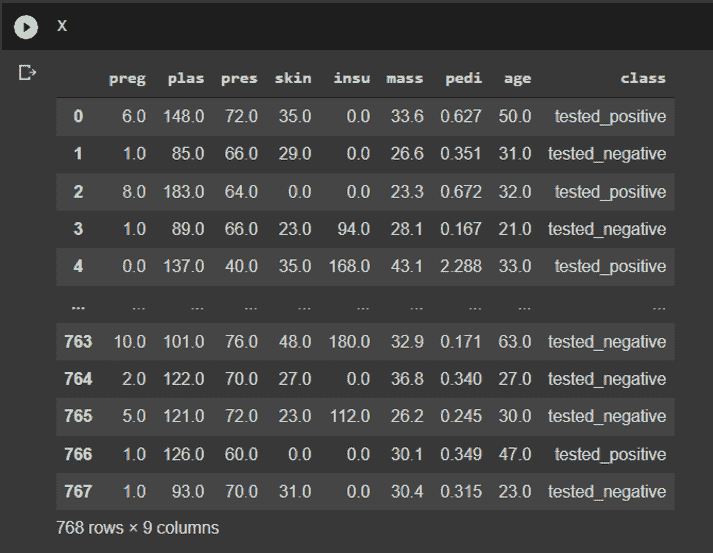 X
preg plas pres skin insu mass pedi age class
0 6.0 148.0 72.0 35.0 0.0 33.6 0.627 50.0 tested_positive
1 1.0 85.0 66.0 29.0 0.0 26.6 0.351 31.0 tested_negative
2 8.0 183.0 64.0 0.0 0.0 23.3 0.672 32.0 tested_positive
3 1.0 89.0 66.0 23.0 94.0 28.1 0.167 21.0 tested_negative
4 0.0 137.0 40.0 35.0 168.0 43.1 2.288 33.0 tested_positive
... ... ... ... ... ... ... ... ... ...
763 10.0 101.0 76.0 48.0 180.0 32.9 0.171 63.0 tested_negative
764 2.0 122.0 70.0 27.0 0.0 36.8 0.340 27.0 tested_negative
765 5.0 121.0 72.0 23.0 112.0 26.2 0.245 30.0 tested_negative
766 1.0 126.0 60.0 0.0 0.0 30.1 0.349 47.0 tested_positive
767 1.0 93.0 70.0 31.0 0.0 30.4 0.315 23.0 tested_negative
768 rows × 9 columns